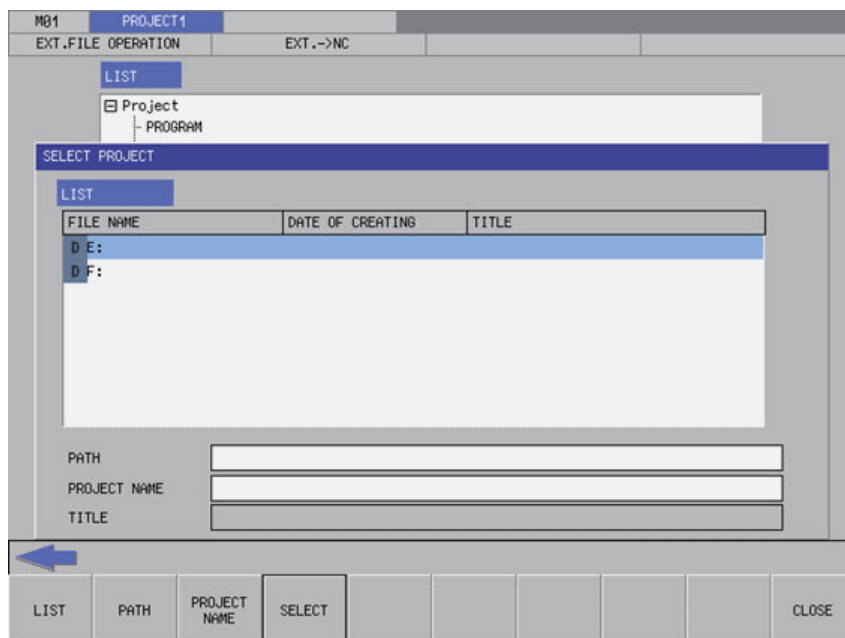 M01 PROJECT1
EXT.FILE OPERATION EXT.->NC
LIST
Project
PROGRAM
SELECT PROJECT
LIST
FILE NAME DATE OF CREATING TITLE
D E:
D F:
PATH
PROJECT NAME
TITLE
LIST PATH PROJECT NAME SELECT CLOSE